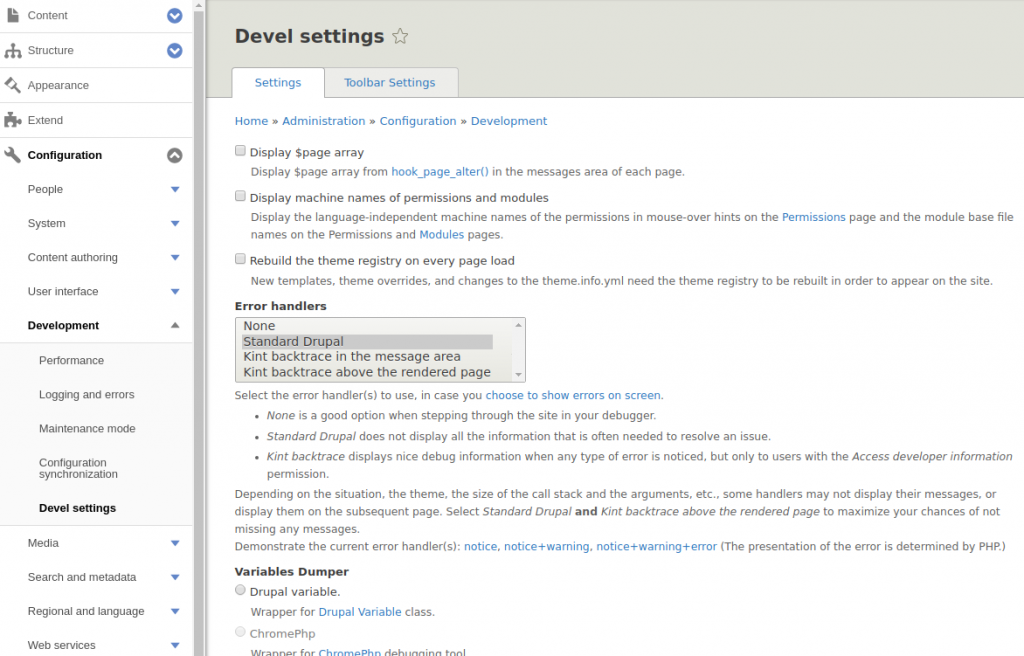 Content
Structure
Appearance
Extend
Configuration
People
System
Content authoring
User interface
Development
Performance
Logging and errors
Maintenance mode
Configuration
synchronization
Devel settings
Media
Search and metadata
Regional and language
Web services
Devel settings
Settings
Toolbar Settings
Home » Administration » Configuration » Development
Display $page array
Display $page array from hook_page_alter() in the messages area of each page.
Display machine names of permissions and modules
Display the language-independent machine names of the permissions in mouse-over hints on the Permissions page and the module base file
names on the Permissions and Modules pages.
Rebuild the theme registry on every page load
New templates, theme overrides, and changes to the theme.info.yml need the theme registry to be rebuilt in order to appear on the site.
Error handlers
None
Standard Drupal
Kint backtrace in the message area
Kint backtrace above the rendered page
Select the error handler(s) to use, in case you choose to show errors on screen.
• None is a good option when stepping through the site in your debugger.
• Standard Drupal does not display all the information that is often needed to resolve an issue.
• Kint backtrace displays nice debug information when any type of error is noticed, but only to users with the Access developer information
permission.
Depending on the situation, the theme, the size of the call stack and the arguments, etc., some handlers may not display their messages, or
display them on the subsequent page. Select Standard Drupal and Kint backtrace above the rendered page to maximize your chances of not
missing any messages.
Demonstrate the current error handler(s): notice, notice+warning, notice+warning+error (The presentation of the error is determined by PHP.)
Variables Dumper
Drupal variable.
Wrapper for Drupal Variable class.
ChromePhp
Wrapper for ChromePhp debugging tool